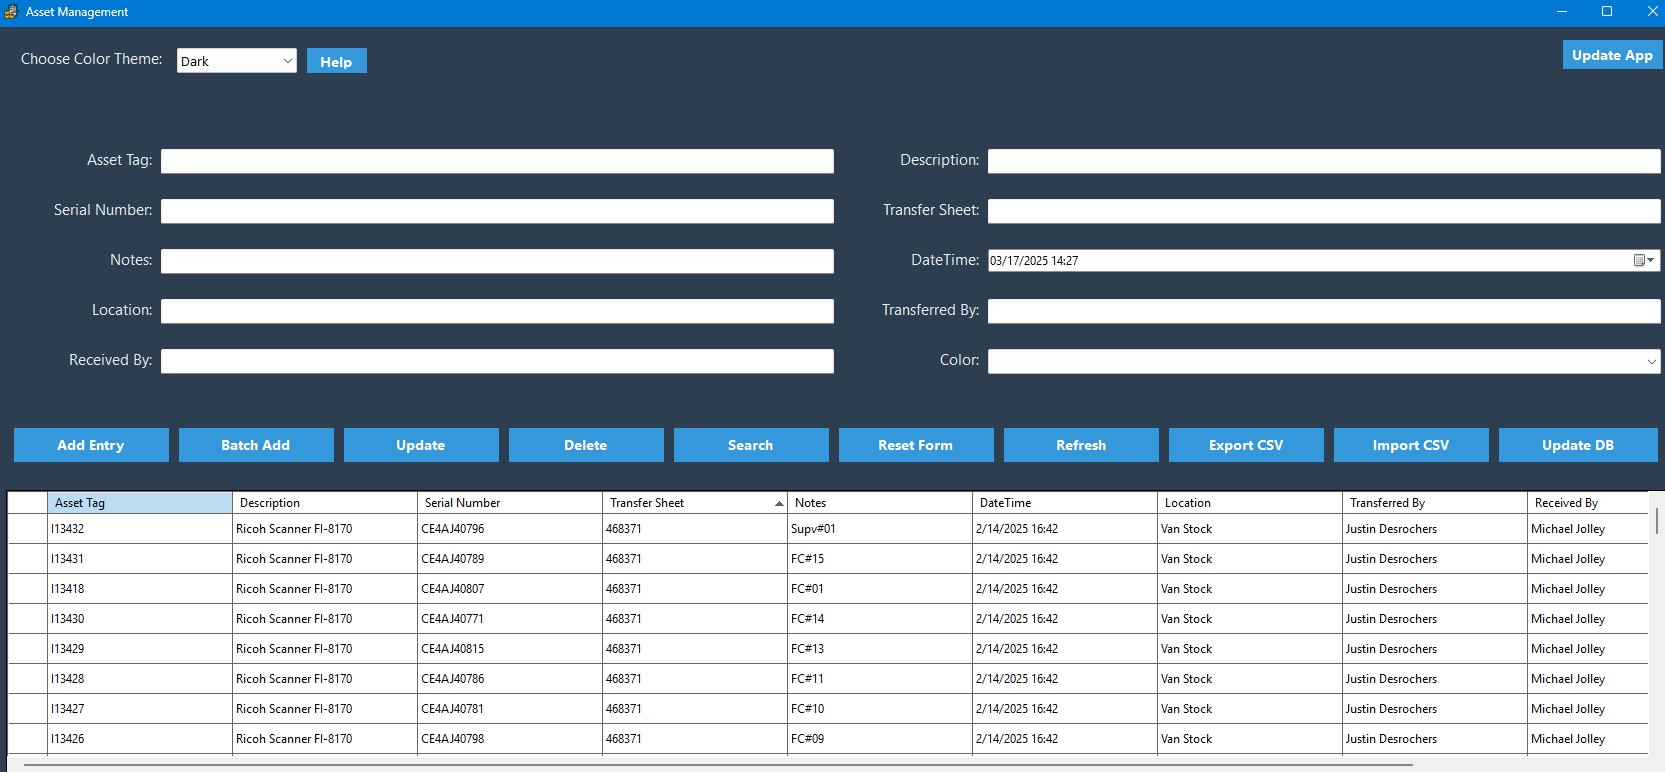 Asset Management
Choose Color Theme: Dark Help Update App
Asset Tag: Description:
Serial Number: Transfer Sheet:
Notes: DateTime: 03/17/2025 14:27
Location: Transferred By:
Received By: Color:
Add Entry Batch Add Update Delete Search Reset Form Refresh Export CSV Import CSV Update DB
Asset Tag Description Serial Number Transfer Sheet Notes DateTime Location Transferred By Received By
I13432 Ricoh Scanner FI-8170 CE4AJ40796 468371 Supv#01 2/14/2025 16:42 Van Stock Justin Desrochers Michael Jolley
I13431 Ricoh Scanner FI-8170 CE4AJ40789 468371 FC#15 2/14/2025 16:42 Van Stock Justin Desrochers Michael Jolley
I13418 Ricoh Scanner FI-8170 CE4AJ40807 468371 FC#01 2/14/2025 16:42 Van Stock Justin Desrochers Michael Jolley
I13430 Ricoh Scanner FI-8170 CE4AJ40771 468371 FC#14 2/14/2025 16:42 Van Stock Justin Desrochers Michael Jolley
I13429 Ricoh Scanner FI-8170 CE4AJ40815 468371 FC#13 2/14/2025 16:42 Van Stock Justin Desrochers Michael Jolley
I13428 Ricoh Scanner FI-8170 CE4AJ40786 468371 FC#11 2/14/2025 16:42 Van Stock Justin Desrochers Michael Jolley
I13427 Ricoh Scanner FI-8170 CE4AJ40781 468371 FC#10 2/14/2025 16:42 Van Stock Justin Desrochers Michael Jolley
I13426 Ricoh Scanner FI-8170 CE4AJ40798 468371 FC#09 2/14/2025 16:42 Van Stock Justin Desrochers Michael Jolley